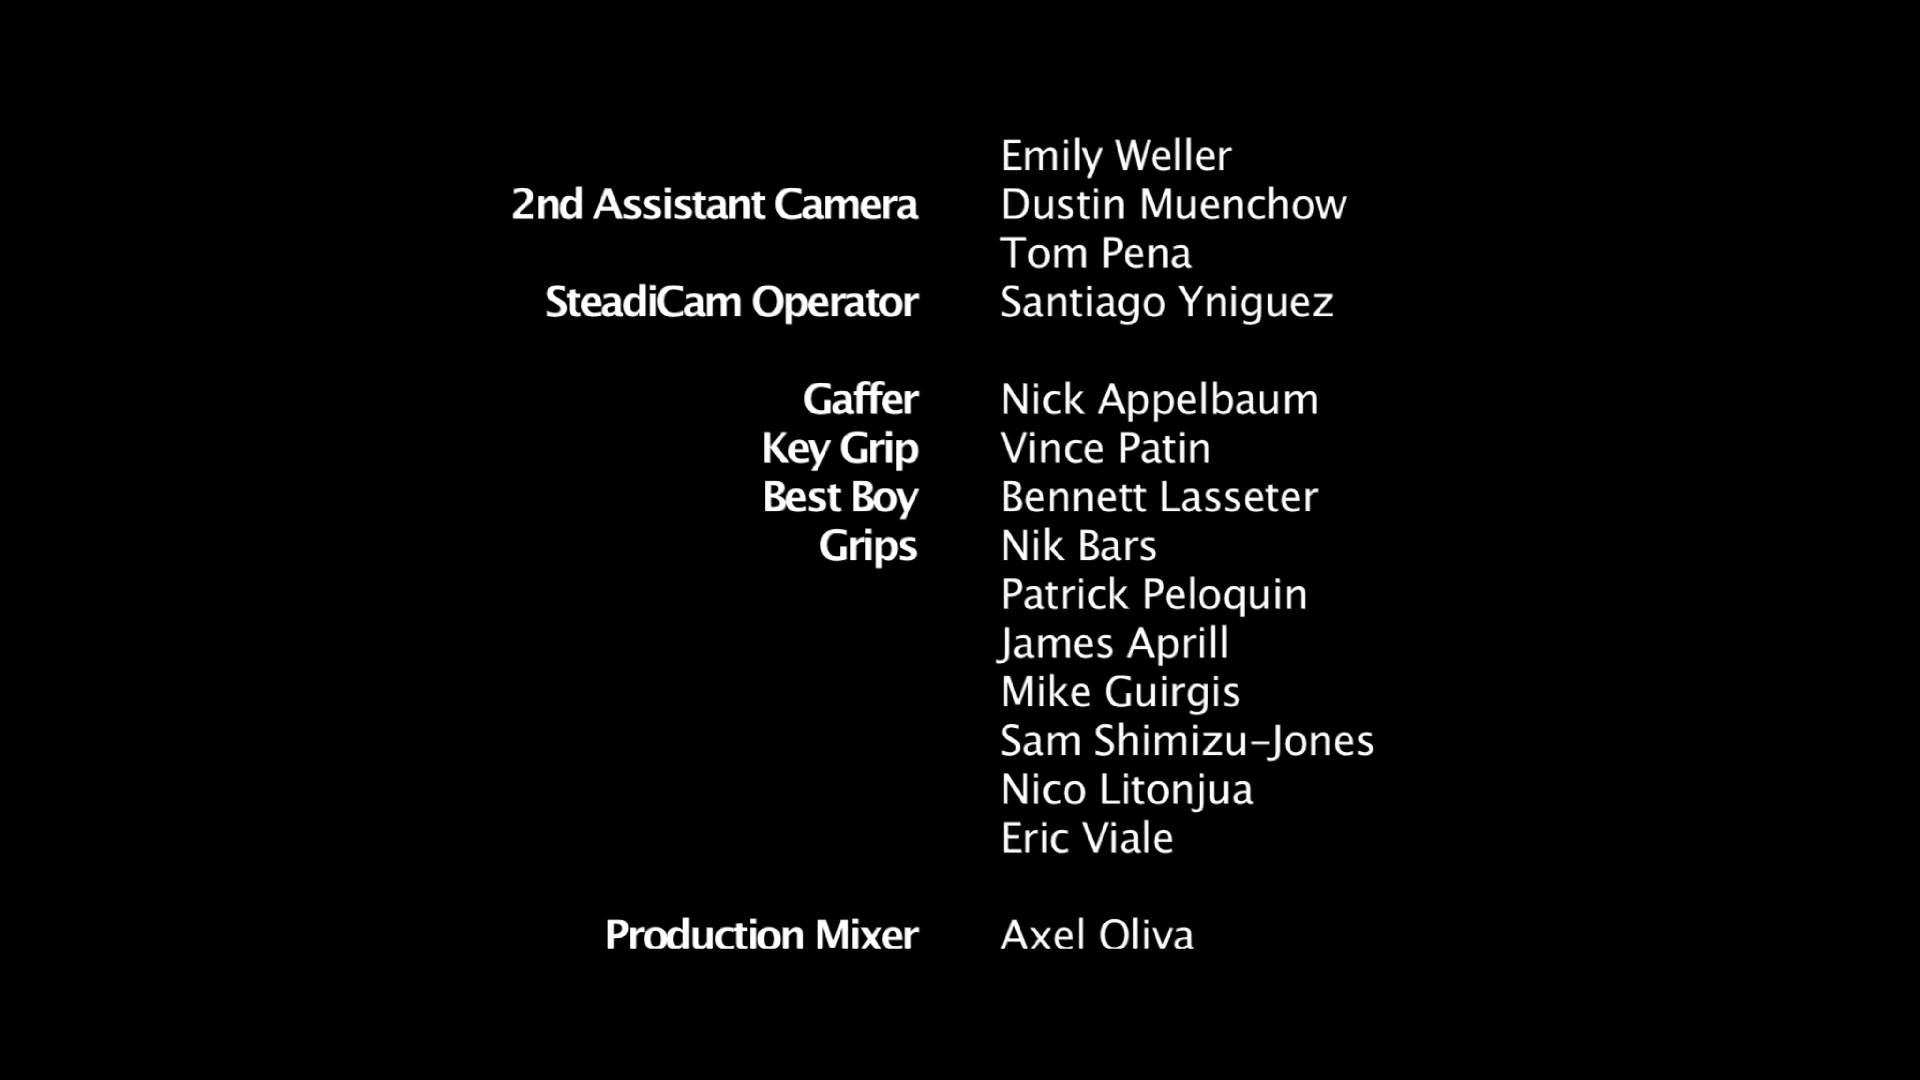 Emily Weller
2nd Assistant Camera Dustin Muenchow
Tom Pena
SteadiCam Operator Santiago Yniguez
Gaffer Nick Appelbaum
Key Grip Vince Patin
Best Boy Bennett Lasseter
Grips Nik Bars
Patrick Peloquin
James Aprill
Mike Guirgis
Sam Shimizu-Jones
Nico Litonjua
Eric Viale
Production Mixer Axel Oliva